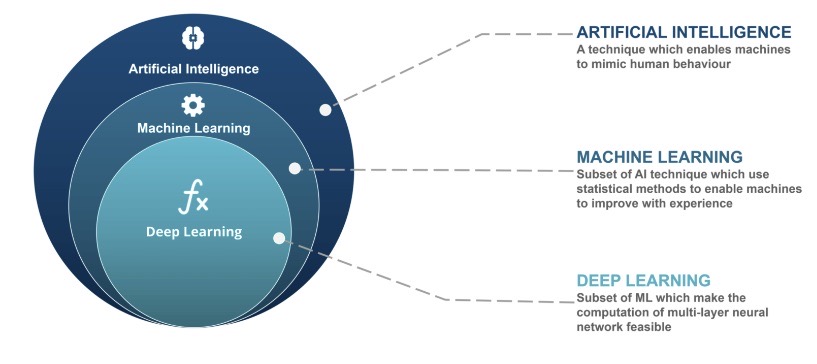 Artificial Intelligence
Machine Learning
fx
Deep Learning
ARTIFICIAL INTELLIGENCE
A technique which enables machines
to mimic human behaviour
MACHINE LEARNING
Subset of AI technique which use
statistical methods to enable machines
to improve with experience
DEEP LEARNING
Subset of ML which make the
computation of multi-layer neural
network feasible